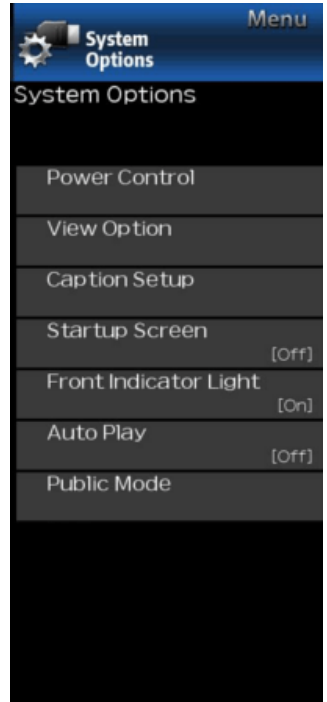 Menu
System
Options
System Options
Power Control
View Option
Caption Setup
Startup Screen
[Off]
Front Indicator Light
[On]
Auto Play
[Off]
Public Mode